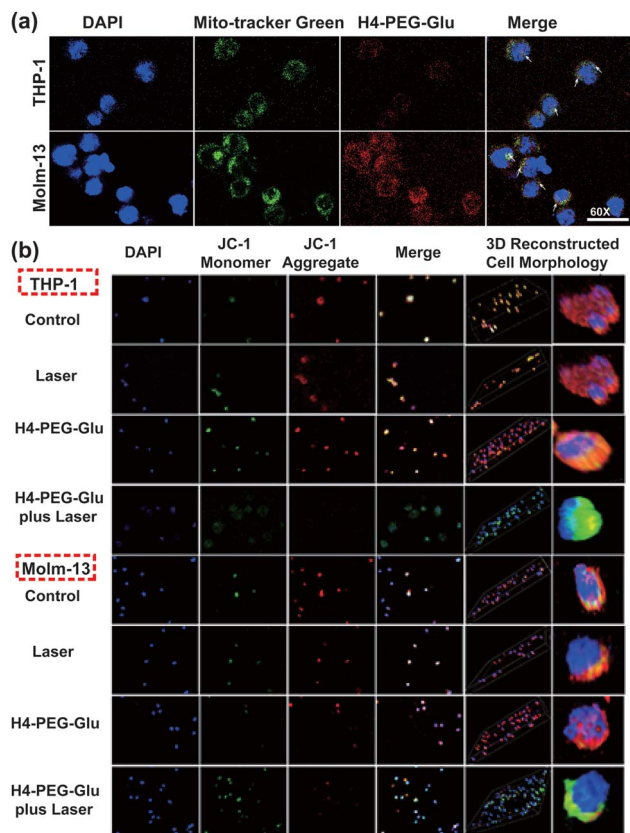 (a)
DAPI Mito-tracker Green H4-PEG-Glu Merge
THP-1
Molm-13
60X
(b)
DAPI JC-1 Monomer JC-1 Aggregate Merge 3D Reconstructed Cell Morphology
THP-1
Control
Laser
H4-PEG-Glu
H4-PEG-Glu
plus Laser
Molm-13
Control
Laser
H4-PEG-Glu
H4-PEG-Glu
plus Laser